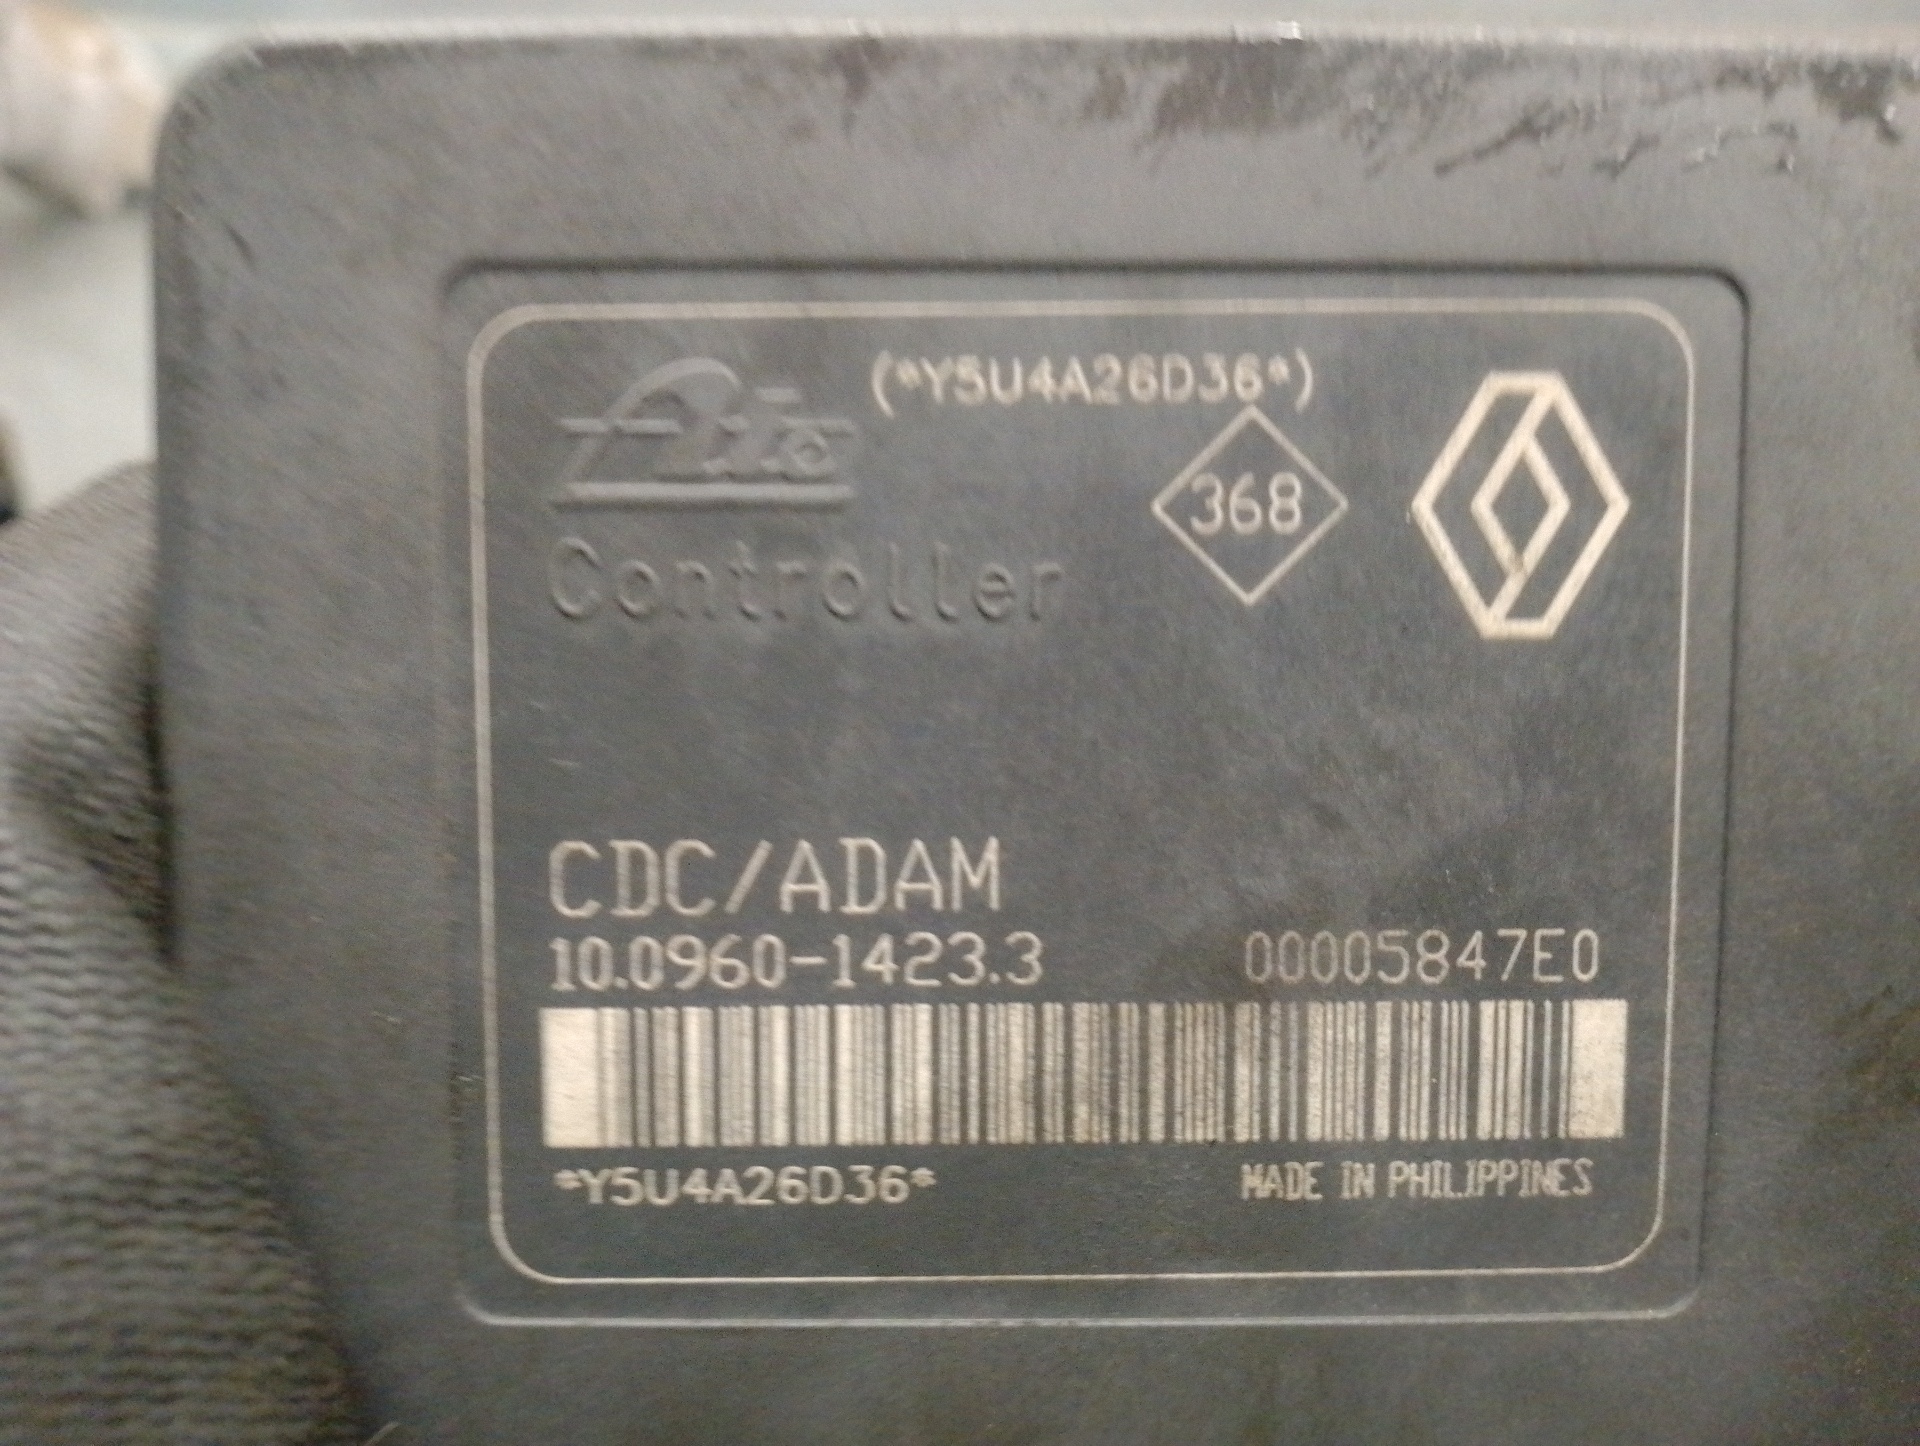 (*Y5U4A26D36*)
Ate
368
Controller
CDC/ADAM
10.0960-1423.3 00005847E0
*Y5U4A26D36* MADE IN PHILIPPINES